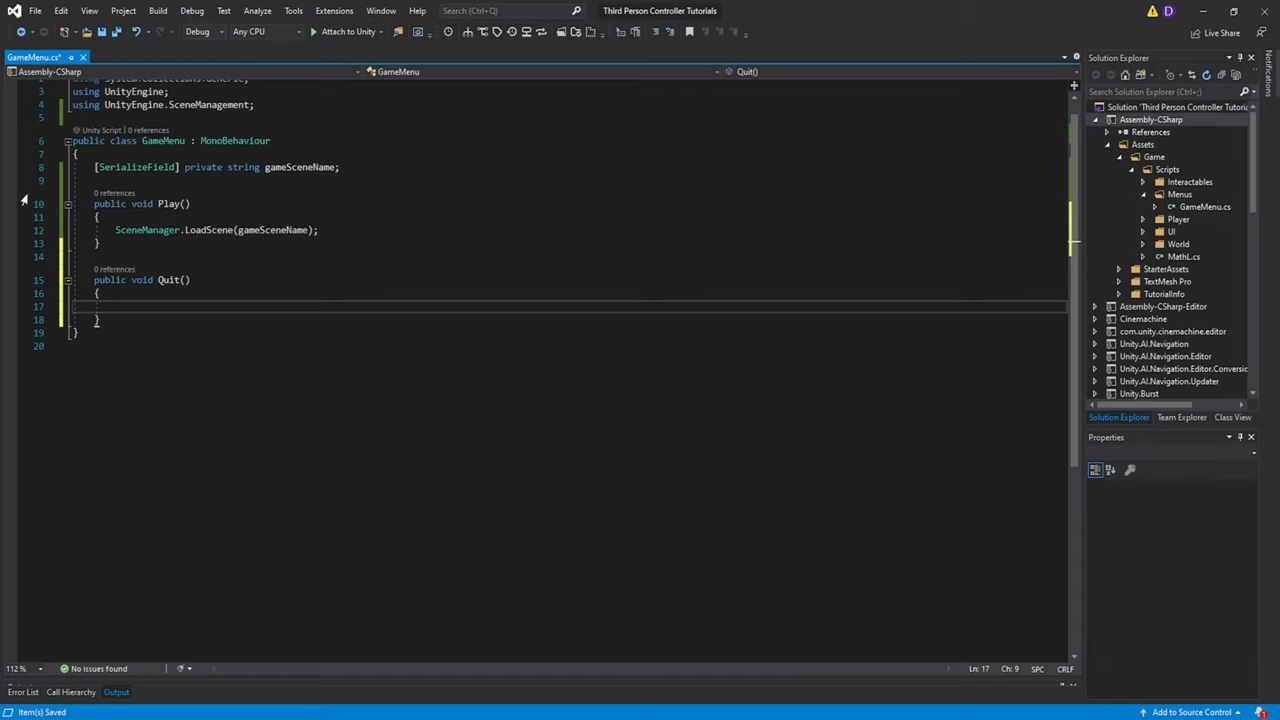 File Edit View Project Build Debug Test Analyze Tools Extensions Window Help Search (Ctrl+Q) Third Person Controller Tutorials D
Debug Any CPU Attach to Unity Live Share
GameMenu.cs*
Assembly-CSharp GameMenu Quit()
2 using System.Collections.Generic;
3 using UnityEngine;
4 using UnityEngine.SceneManagement;
5
Unity Script | 0 references
6 public class GameMenu : MonoBehaviour
7 {
8 [SerializeField] private string gameSceneName;
9
0 references
10 public void Play()
11 {
12 SceneManager.LoadScene(gameSceneName);
13 }
14
0 references
15 public void Quit()
16 {
17
18 }
19 }
20
112 % No issues found Ln: 17 Ch: 9 SPC CRLF
Error List Call Hierarchy Output
Item(s) Saved Add to Source Control 1
Solution Explorer
Search Solution Explorer (Ctrl+;)
Solution 'Third Person Controller Tutoria
Assembly-CSharp
References
Assets
Game
Scripts
Interactables
Menus
GameMenu.cs
Player
UI
World
MathL.cs
StarterAssets
TextMesh Pro
TutorialInfo
Assembly-CSharp-Editor
Cinemachine
com.unity.cinemachine.editor
Unity.AI.Navigation
Unity.AI.Navigation.Editor
Unity.AI.Navigation.Editor.Conversio
Unity.AI.Navigation.Updater
Unity.Burst
Solution Explorer Team Explorer Class View
Properties
Notifications